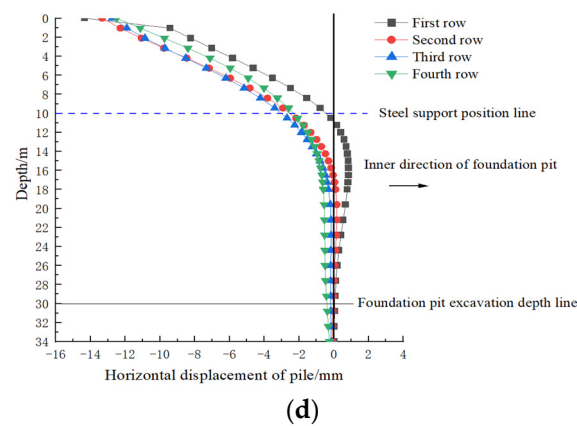 First row
Second row
Third row
Fourth row
Steel support position line
Inner direction of foundation pit
Foundation pit excavation depth line
Depth/m
0
2
4
6
8
10
12
14
16
18
20
22
24
26
28
30
32
34
-16 -14 -12 -10 -8 -6 -4 -2 0 2 4
Horizontal displacement of pile/mm
(d)